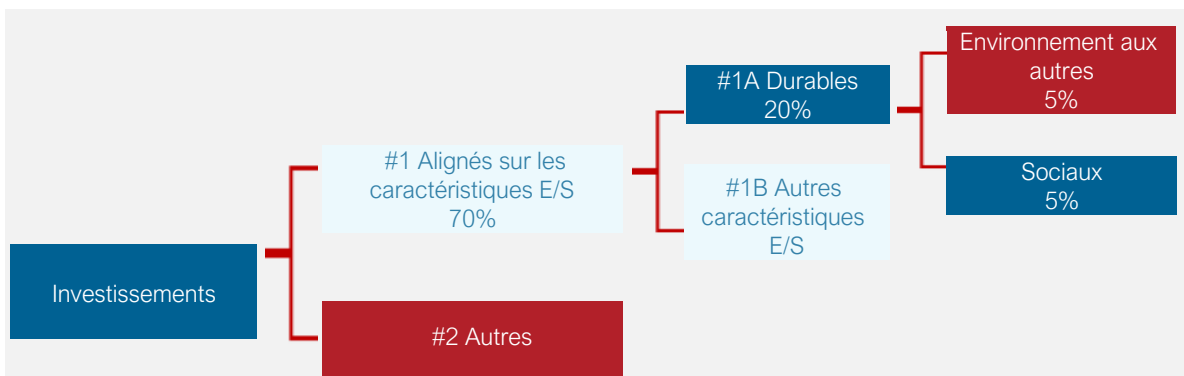 Investissements
#1 Alignés sur les
caractéristiques E/S
70%
#2 Autres
#1A Durables
20%
#1B Autres
caractéristiques
E/S
Environnement aux
autres
5%
Sociaux
5%